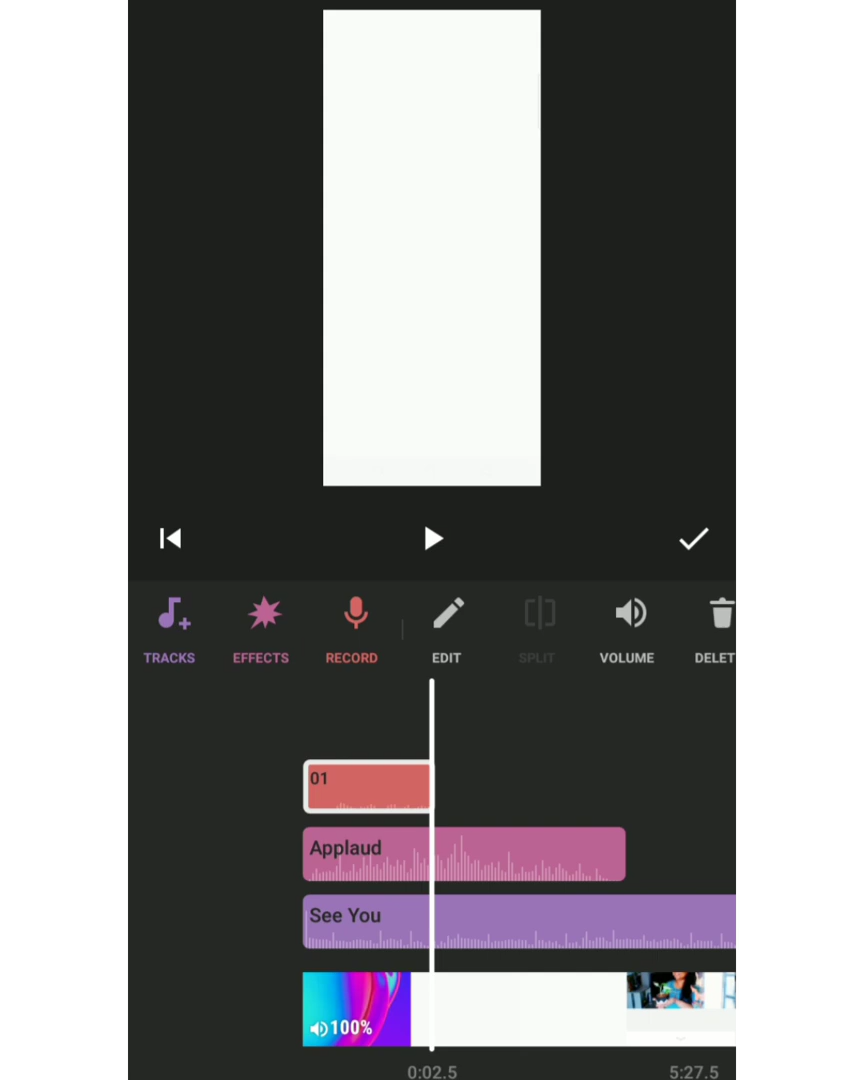 TRACKS EFFECTS RECORD EDIT SPLIT VOLUME DELET
01
Applaud
See You
100%
0:02.5 5:27.5